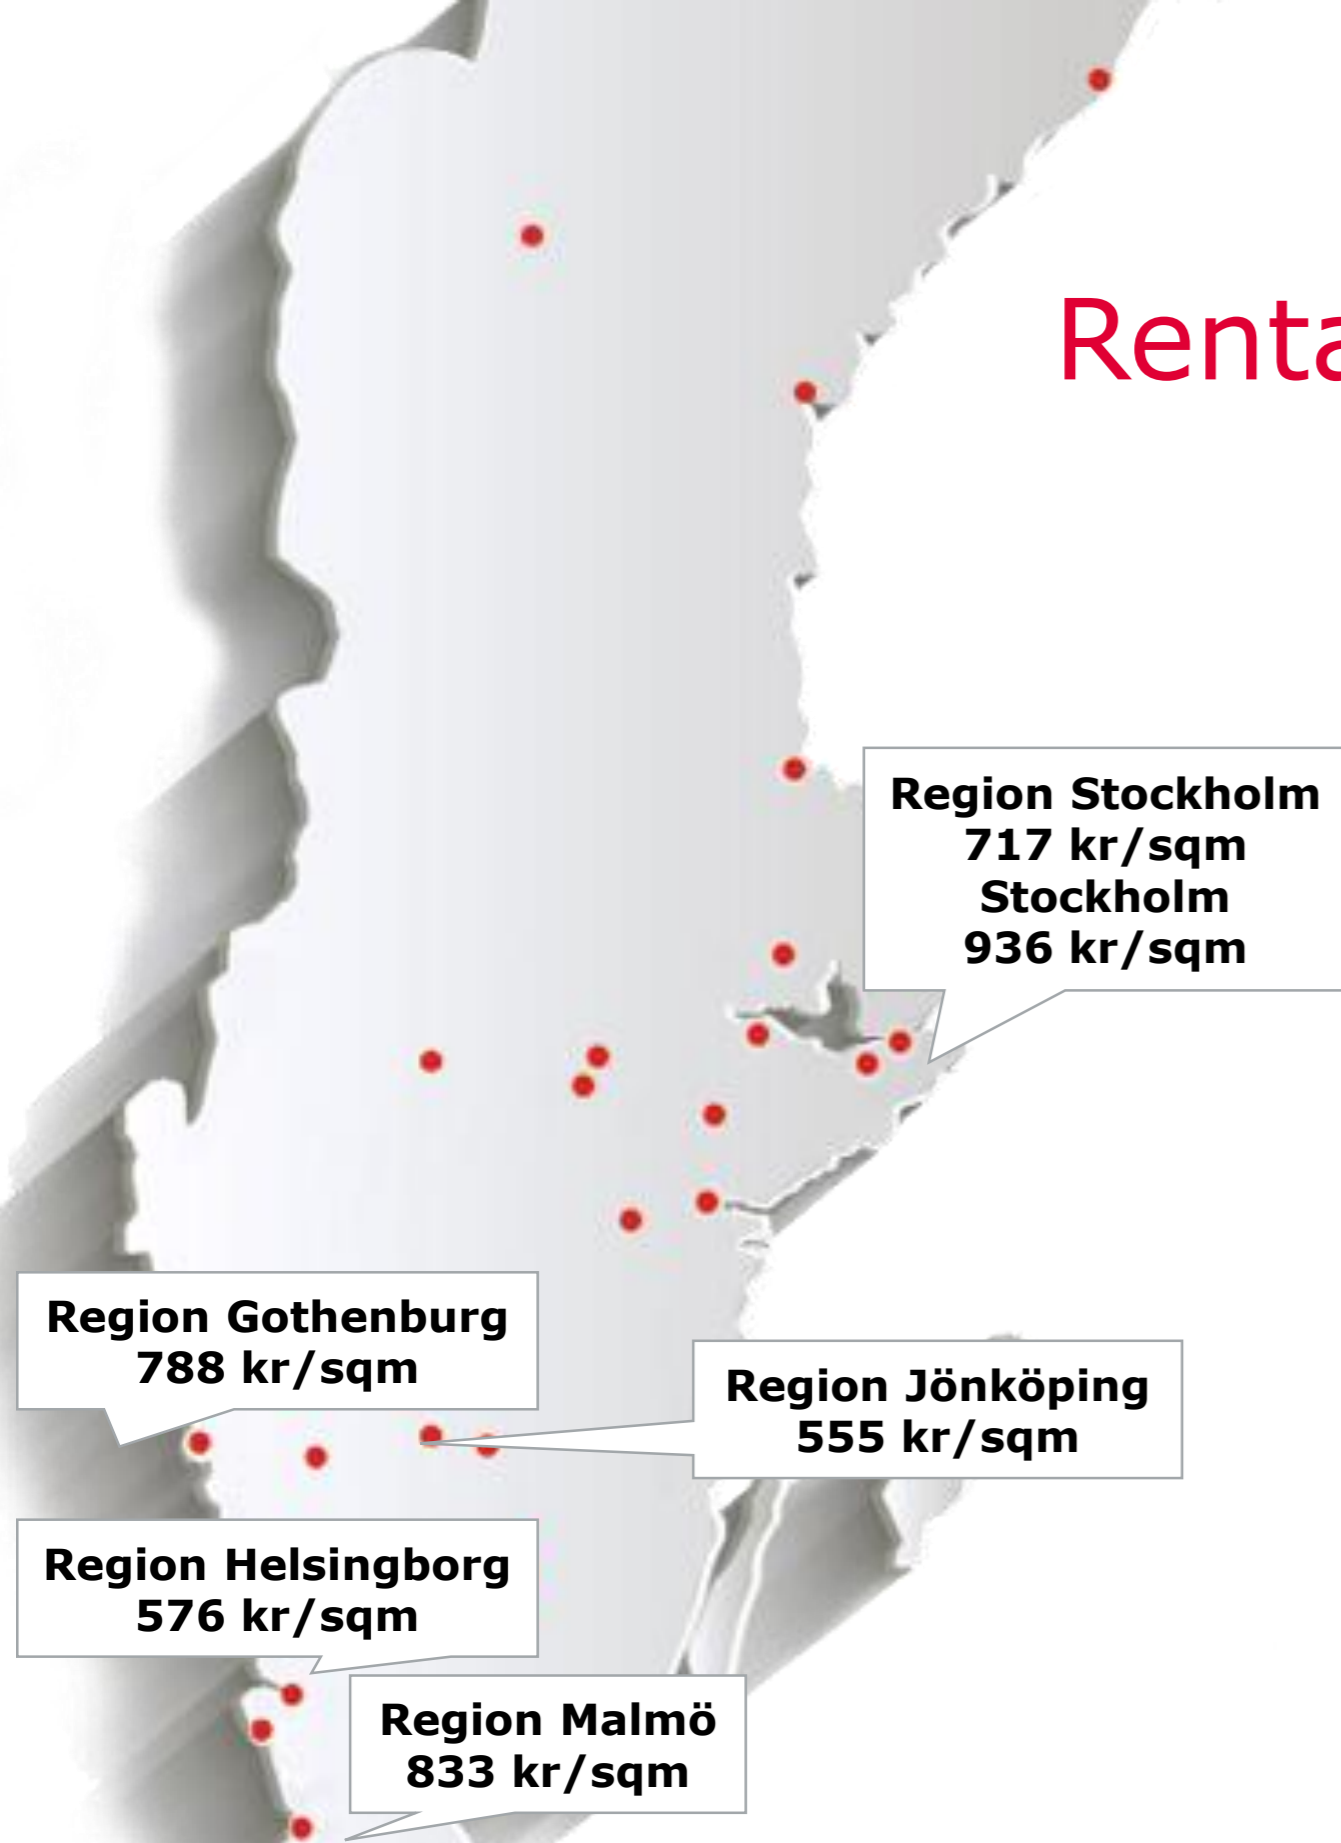 Renta
Region Stockholm
717 kr/sqm
Stockholm
936 kr/sqm
Region Gothenburg
788 kr/sqm
Region Jönköping
555 kr/sqm
Region Helsingborg
576 kr/sqm
Region Malmö
833 kr/sqm